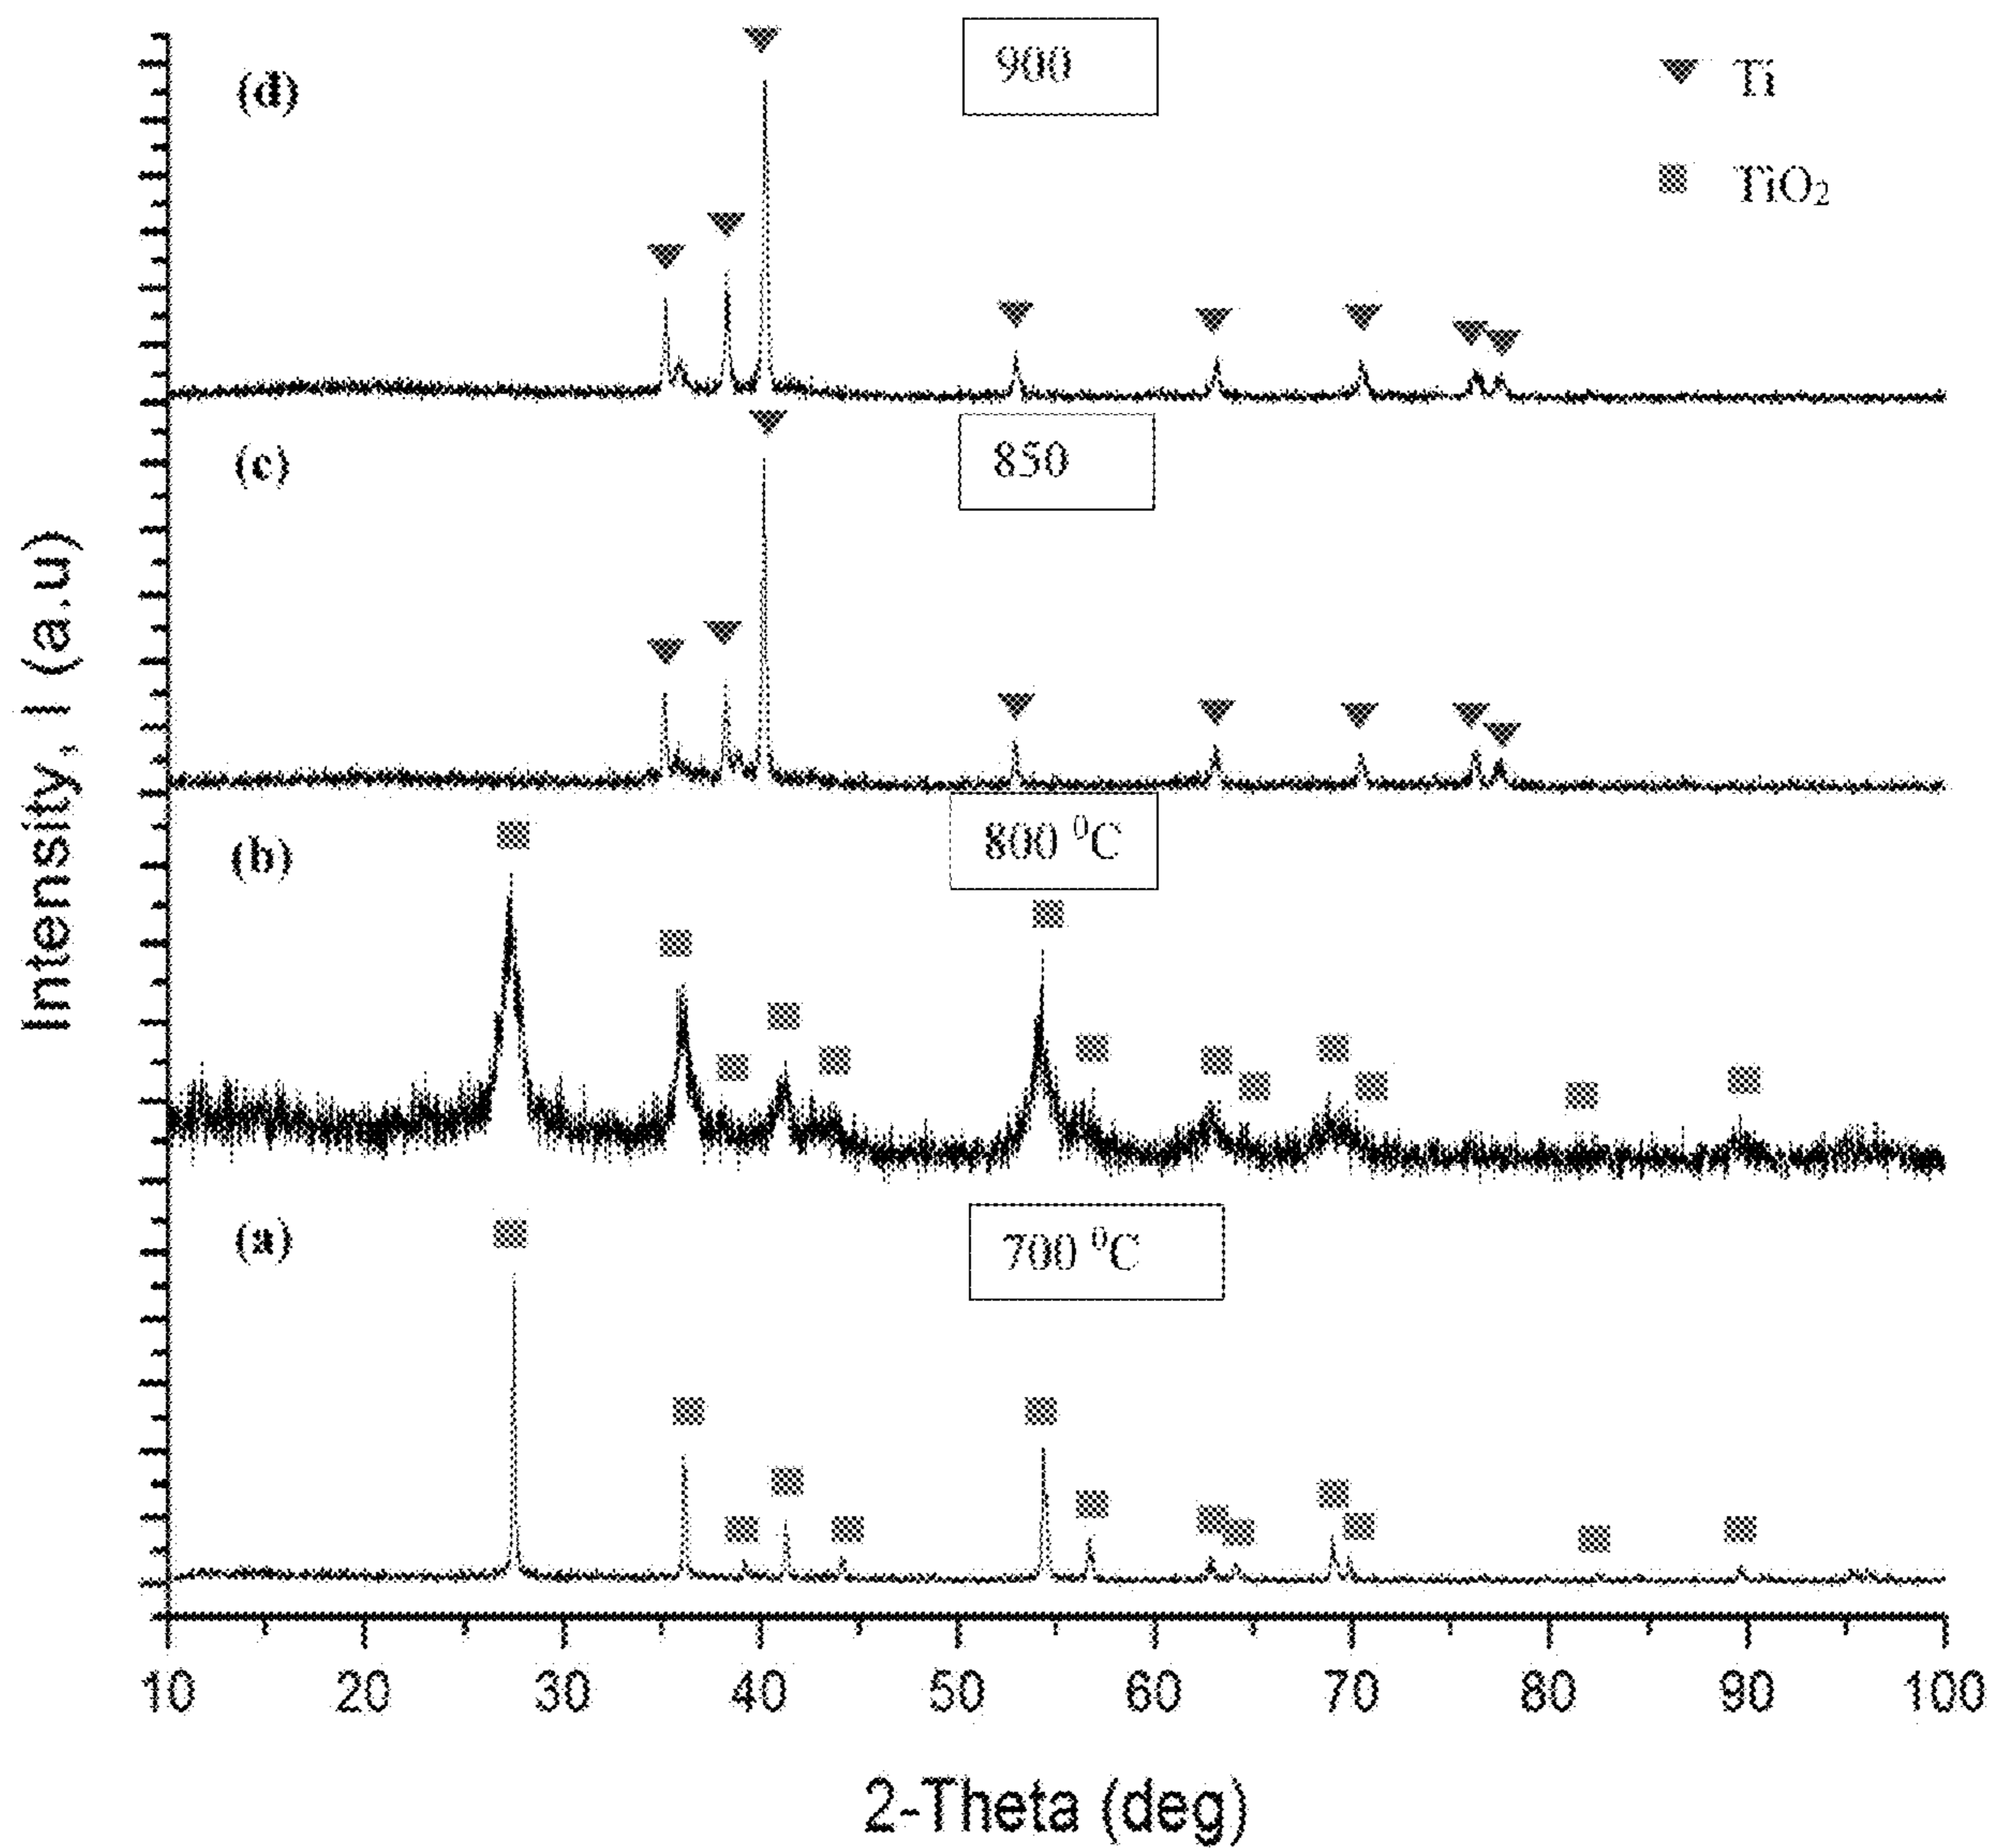 (d)
900
Ti
TiO₂
(c)
850
(b)
800 ⁰C
(a)
700 ⁰C
Intensity, I (a.u)
10 20 30 40 50 60 70 80 90 100
2-Theta (deg)